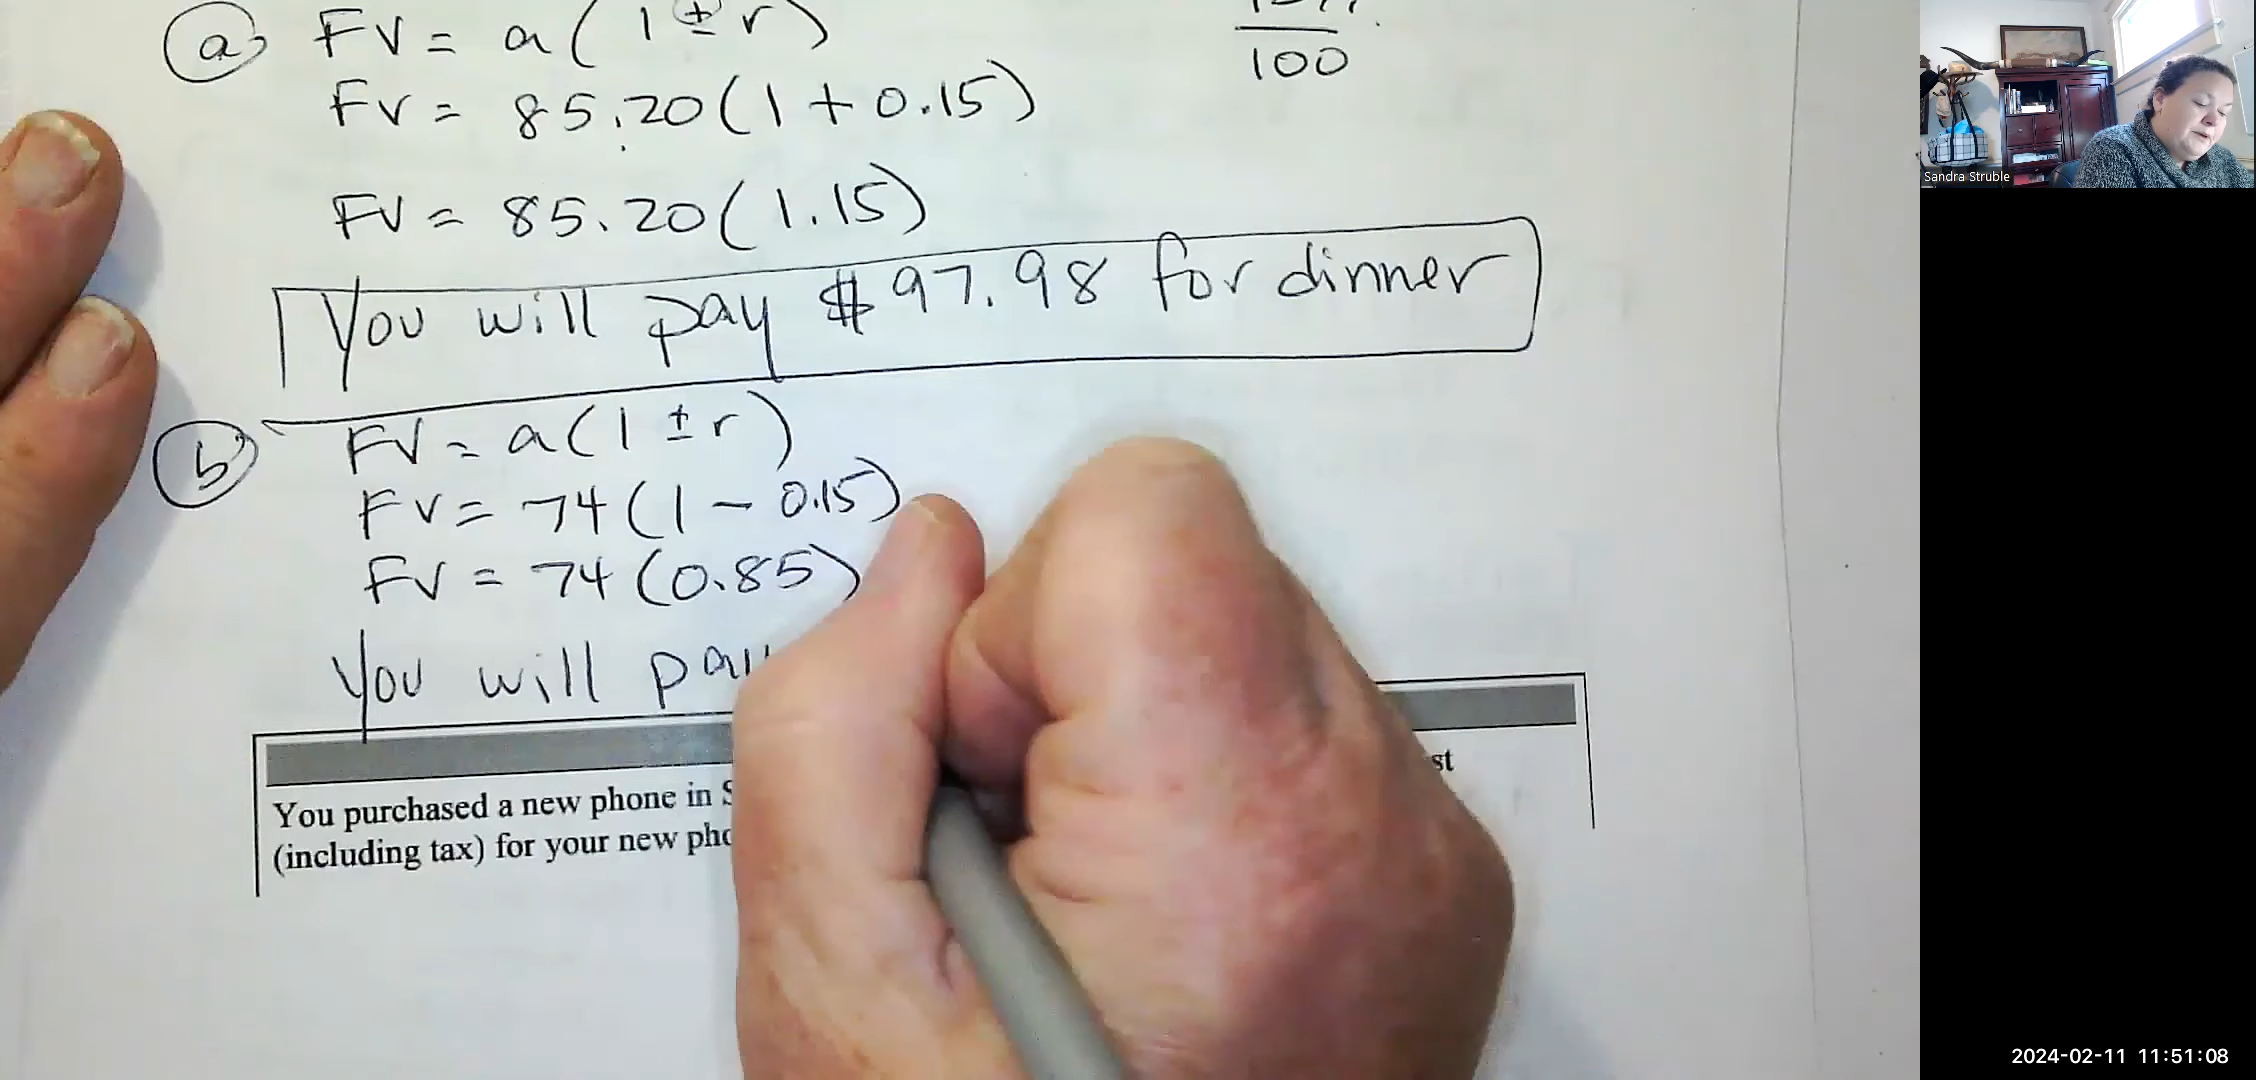 a) FV = a(1 ± r)
100
FV = 85.20(1 + 0.15)
FV = 85.20(1.15)
You will pay $97.98 for dinner
b FV = a(1 ± r)
FV = 74(1 - 0.15)
FV = 74(0.85)
You will pay
You purchased a new phone in
st
(including tax) for your new
Sandra Struble
2024-02-11 11:51:08